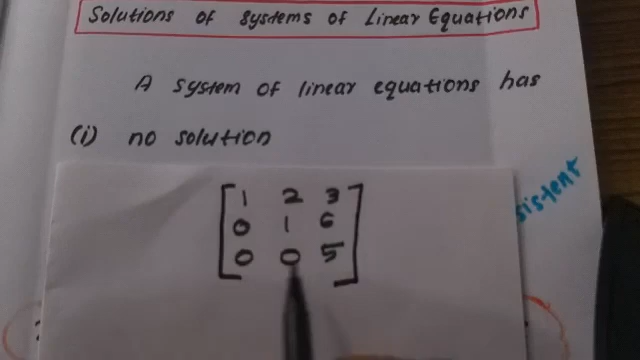 Solutions of systems of Linear Equations
A system of linear equations has
(i) no solution
1 2 3
0 1 6
0 0 5
sistent